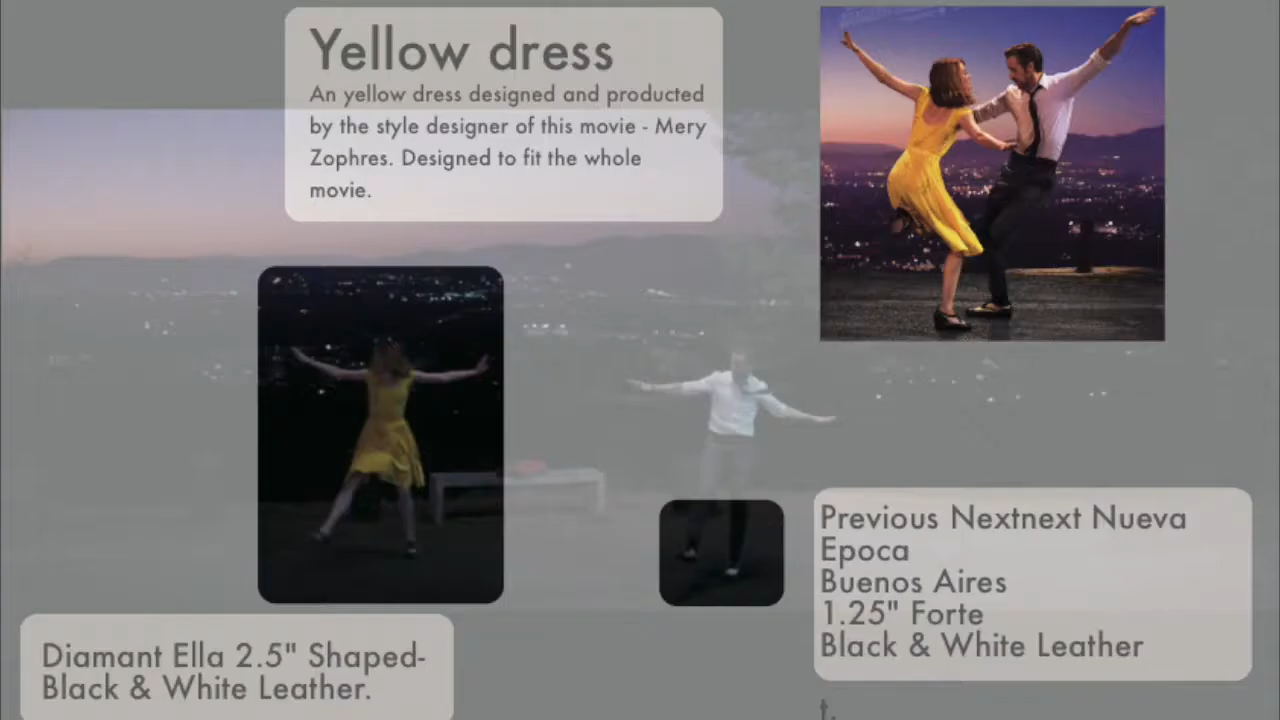 Yellow dress
An yellow dress designed and producted
by the style designer of this movie - Mery
Zophres. Designed to fit the whole
movie.
Previous Nextnext Nueva
Epoca
Buenos Aires
1.25" Forte
Black & White Leather
Diamant Ella 2.5" Shaped-
Black & White Leather.
t.